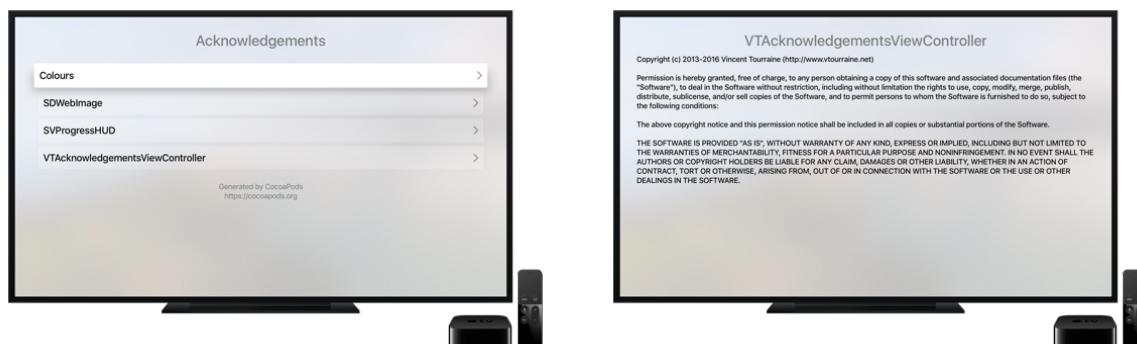 Acknowledgements
Colours
SDWebImage
SVProgressHUD
VTAcknowledgementsViewController
Generated by CocoaPods
https://cocoapods.org
VTAcknowledgementsViewController
Copyright (c) 2013-2016 Vincent Tourraine (http://www.vtourraine.net)
Permission is hereby granted, free of charge, to any person obtaining a copy of this software and associated documentation files (the
"Software"), to deal in the Software without restriction, including without limitation the rights to use, copy, modify, merge, publish,
distribute, sublicense, and/or sell copies of the Software, and to permit persons to whom the Software is furnished to do so, subject to
the following conditions:
The above copyright notice and this permission notice shall be included in all copies or substantial portions of the Software.
THE SOFTWARE IS PROVIDED "AS IS", WITHOUT WARRANTY OF ANY KIND, EXPRESS OR IMPLIED, INCLUDING BUT NOT LIMITED TO
THE WARRANTIES OF MERCHANTABILITY, FITNESS FOR A PARTICULAR PURPOSE AND NONINFRINGEMENT. IN NO EVENT SHALL THE
AUTHORS OR COPYRIGHT HOLDERS BE LIABLE FOR ANY CLAIM, DAMAGES OR OTHER LIABILITY, WHETHER IN AN ACTION OF
CONTRACT, TORT OR OTHERWISE, ARISING FROM, OUT OF OR IN CONNECTION WITH THE SOFTWARE OR THE USE OR OTHER
DEALINGS IN THE SOFTWARE.